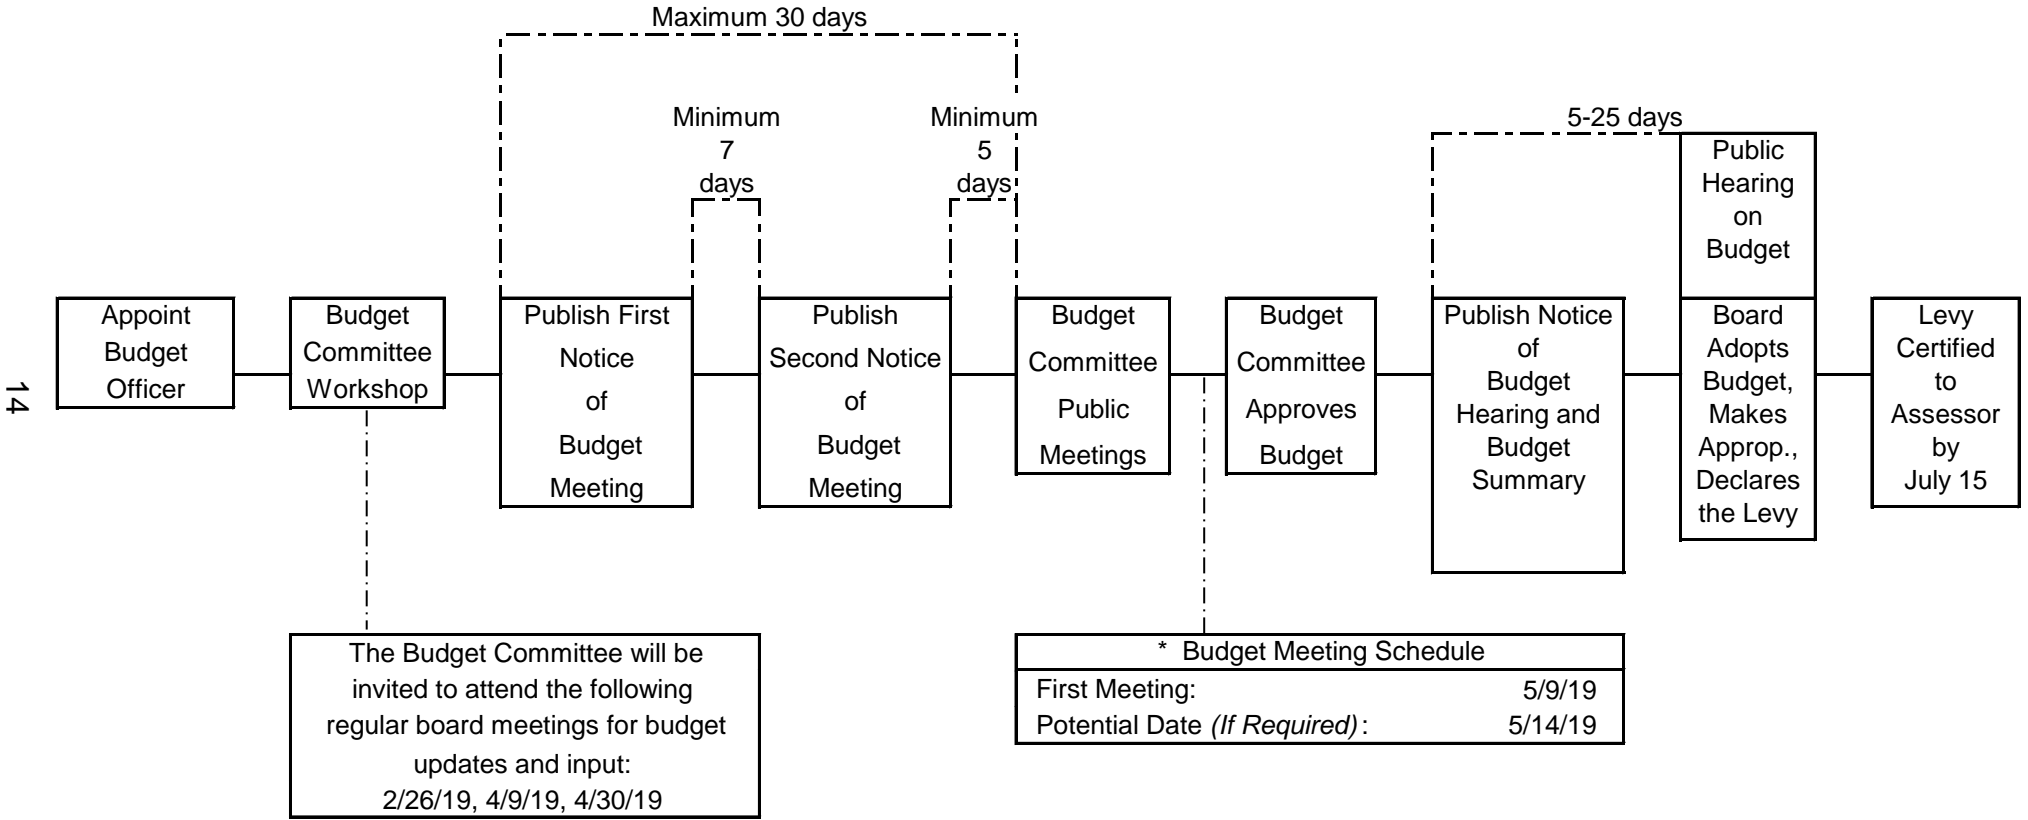 Maximum 30 days
Minimum
7
days
Minimum
5
days
5-25 days
Public
Hearing
on
Budget
Appoint
Budget
Officer
Budget
Committee
Workshop
Publish First
Notice
of
Budget
Meeting
Publish
Second Notice
of
Budget
Meeting
Budget
Committee
Public
Meetings
Budget
Committee
Approves
Budget
Publish Notice
of
Budget
Hearing and
Budget
Summary
Board
Adopts
Budget,
Makes
Approp.,
Declares
the Levy
Levy
Certified
to
Assessor
by
July 15
14
The Budget Committee will be
invited to attend the following
regular board meetings for budget
updates and input:
2/26/19, 4/9/19, 4/30/19
* Budget Meeting Schedule
First Meeting: 5/9/19
Potential Date (If Required): 5/14/19